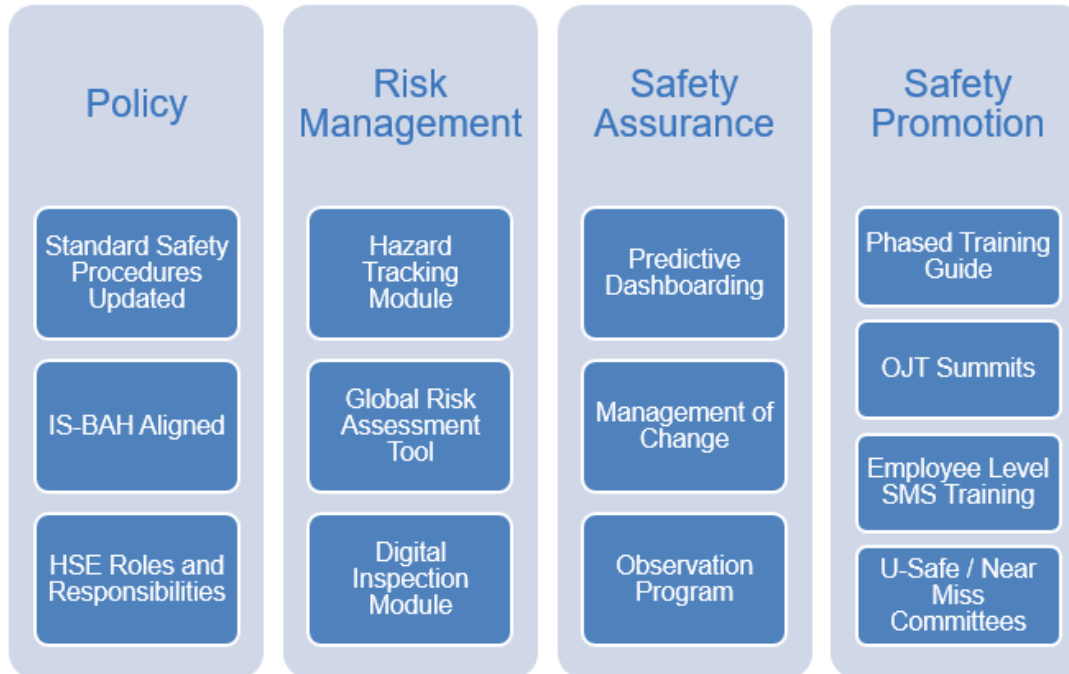 Policy
Standard Safety
Procedures
Updated
IS-BAH Aligned
HSE Roles and
Responsibilities
Risk
Management
Hazard
Tracking
Module
Global Risk
Assessment
Tool
Digital
Inspection
Module
Safety
Assurance
Predictive
Dashboarding
Management of
Change
Observation
Program
Safety
Promotion
Phased Training
Guide
OJT Summits
Employee Level
SMS Training
U-Safe / Near
Miss
Committees